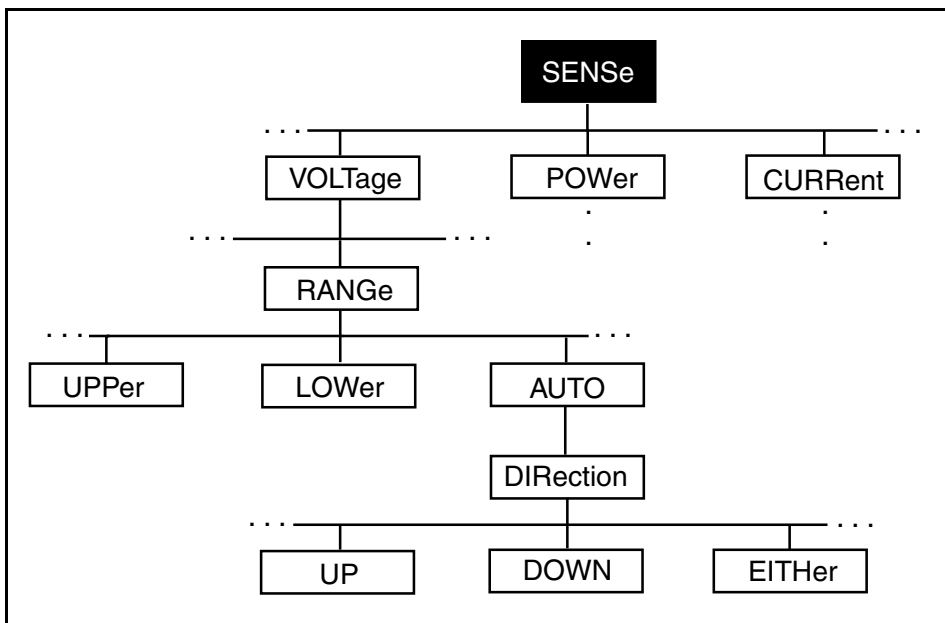 SENSe
. . . . . .
VOLTage POWer CURRent
. .
. . . . . . . .
RANGe
. . . . . .
UPPer LOWer AUTO
DIRection
. . . . . .
UP DOWN EITHer